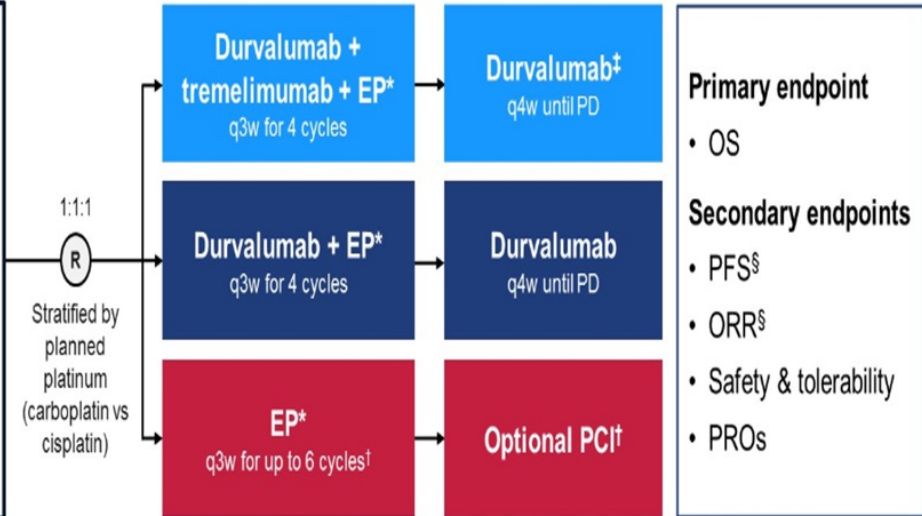 1:1:1
R
Stratified by
planned
platinum
(carboplatin vs
cisplatin)
Durvalumab +
tremelimumab + EP*
q3w for 4 cycles
Durvalumab‡
q4w until PD
Durvalumab + EP*
q3w for 4 cycles
Durvalumab
q4w until PD
EP*
q3w for up to 6 cycles†
Optional PCI†
Primary endpoint
• OS
Secondary endpoints
• PFS§
• ORR§
• Safety & tolerability
• PROs